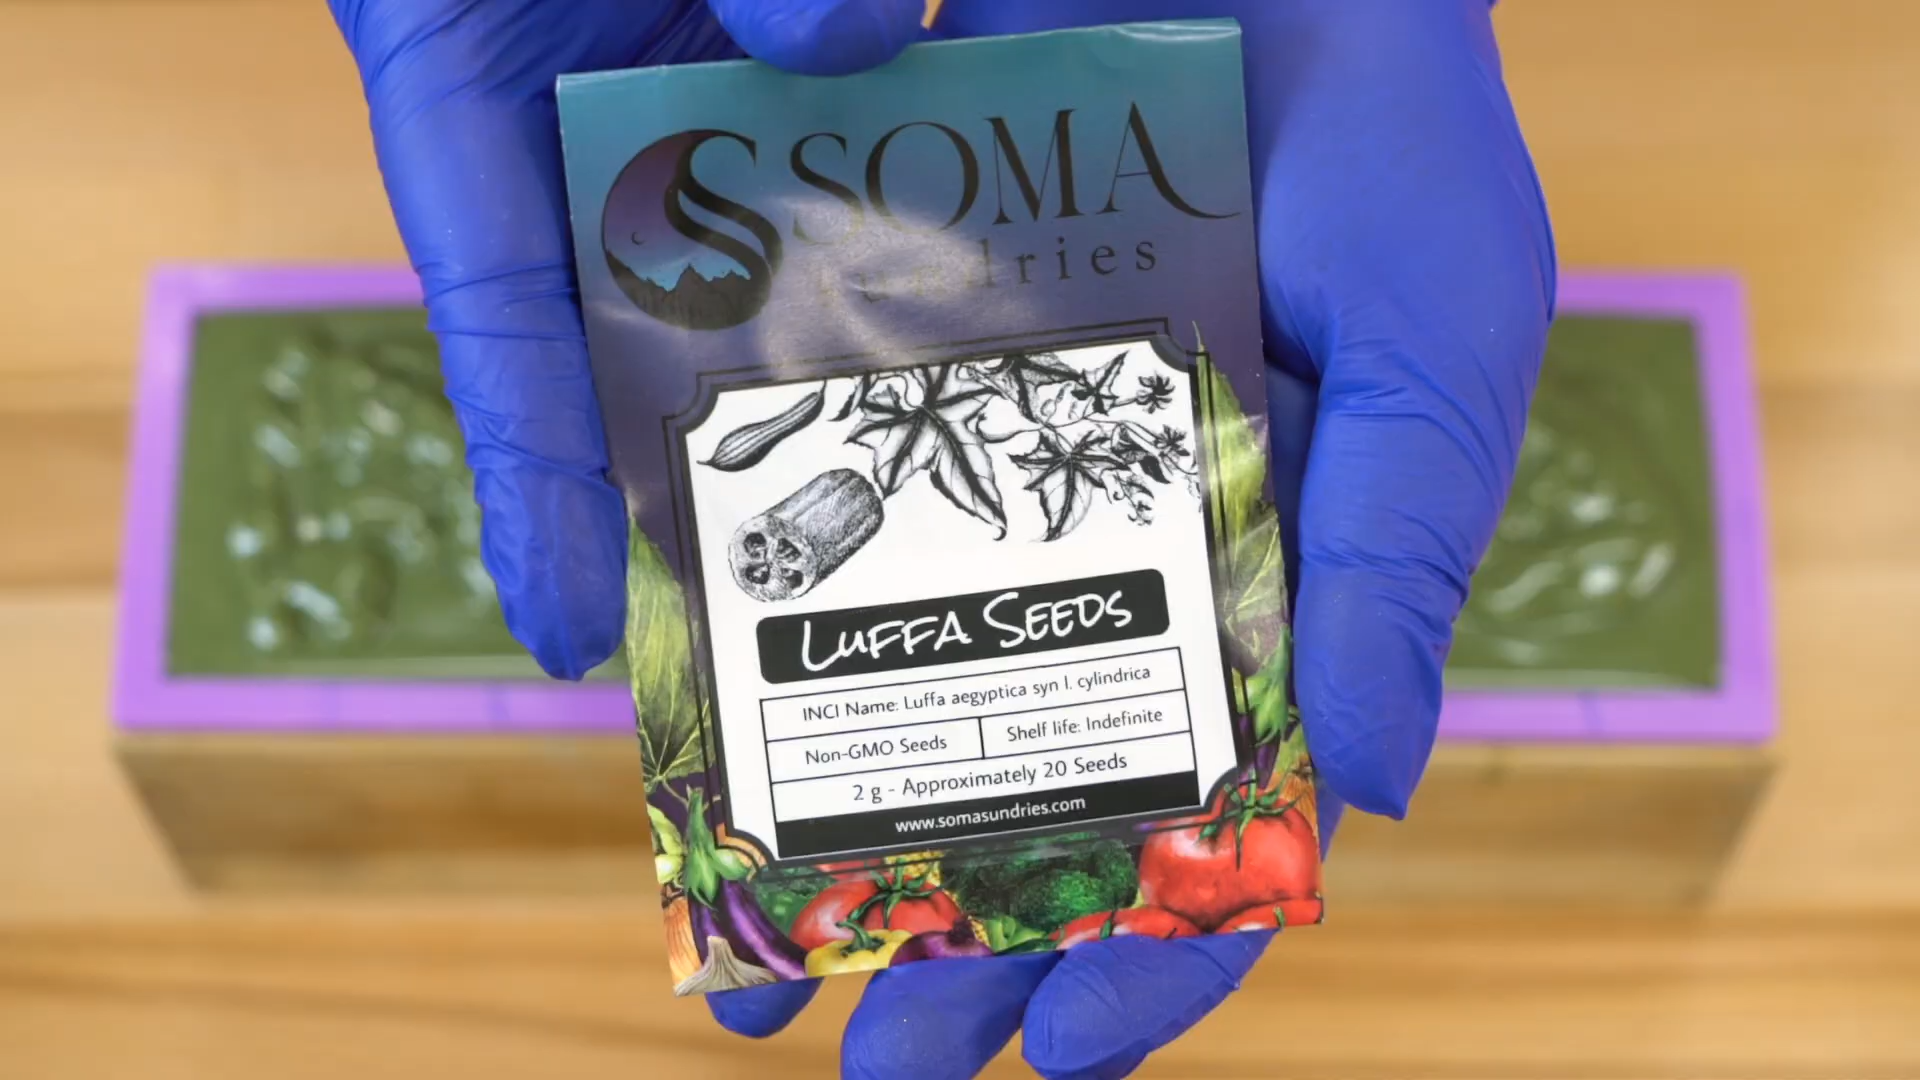 SOMA
Sundries
LUFFA SEEDS
INCI Name: Luffa aegyptica syn l. cylindrica
Non-GMO Seeds
Shelf life: Indefinite
2 g - Approximately 20 Seeds
www.somasundries.com